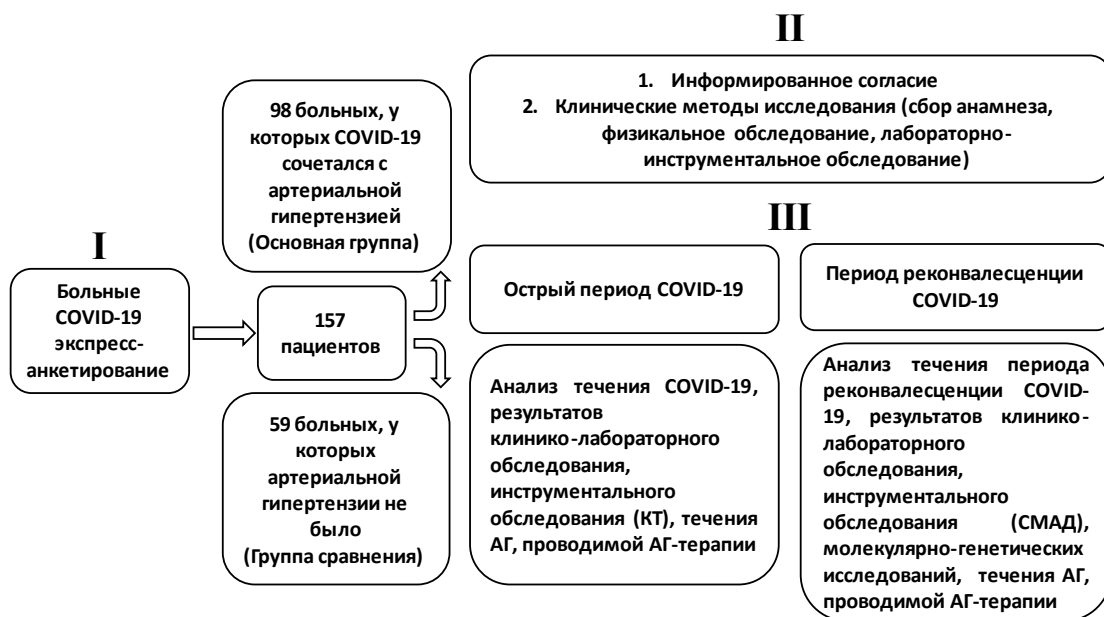 I
Больные
COVID-19
экспресс-
анкетирование
157
пациентов
98 больных, у
которых COVID-19
сочетался с
артериальной
гипертензией
(Основная группа)
59 больных, у
которых
артериальной
гипертензии не
было
(Группа сравнения)
II
1. Информированное согласие
2. Клинические методы исследования (сбор анамнеза,
физикальное обследование, лабораторно-
инструментальное обследование)
III
Острый период COVID-19
Анализ течения COVID-19,
результатов
клинико-лабораторного
обследования,
инструментального
обследования (КТ), течения
АГ, проводимой АГ-терапии
Период реконвалесценции
COVID-19
Анализ течения периода
реконвалесценции COVID-
19, результатов клинико-
лабораторного
обследования,
инструментального
обследования (СМАД),
молекулярно-генетических
исследований, течения АГ,
проводимой АГ-терапии